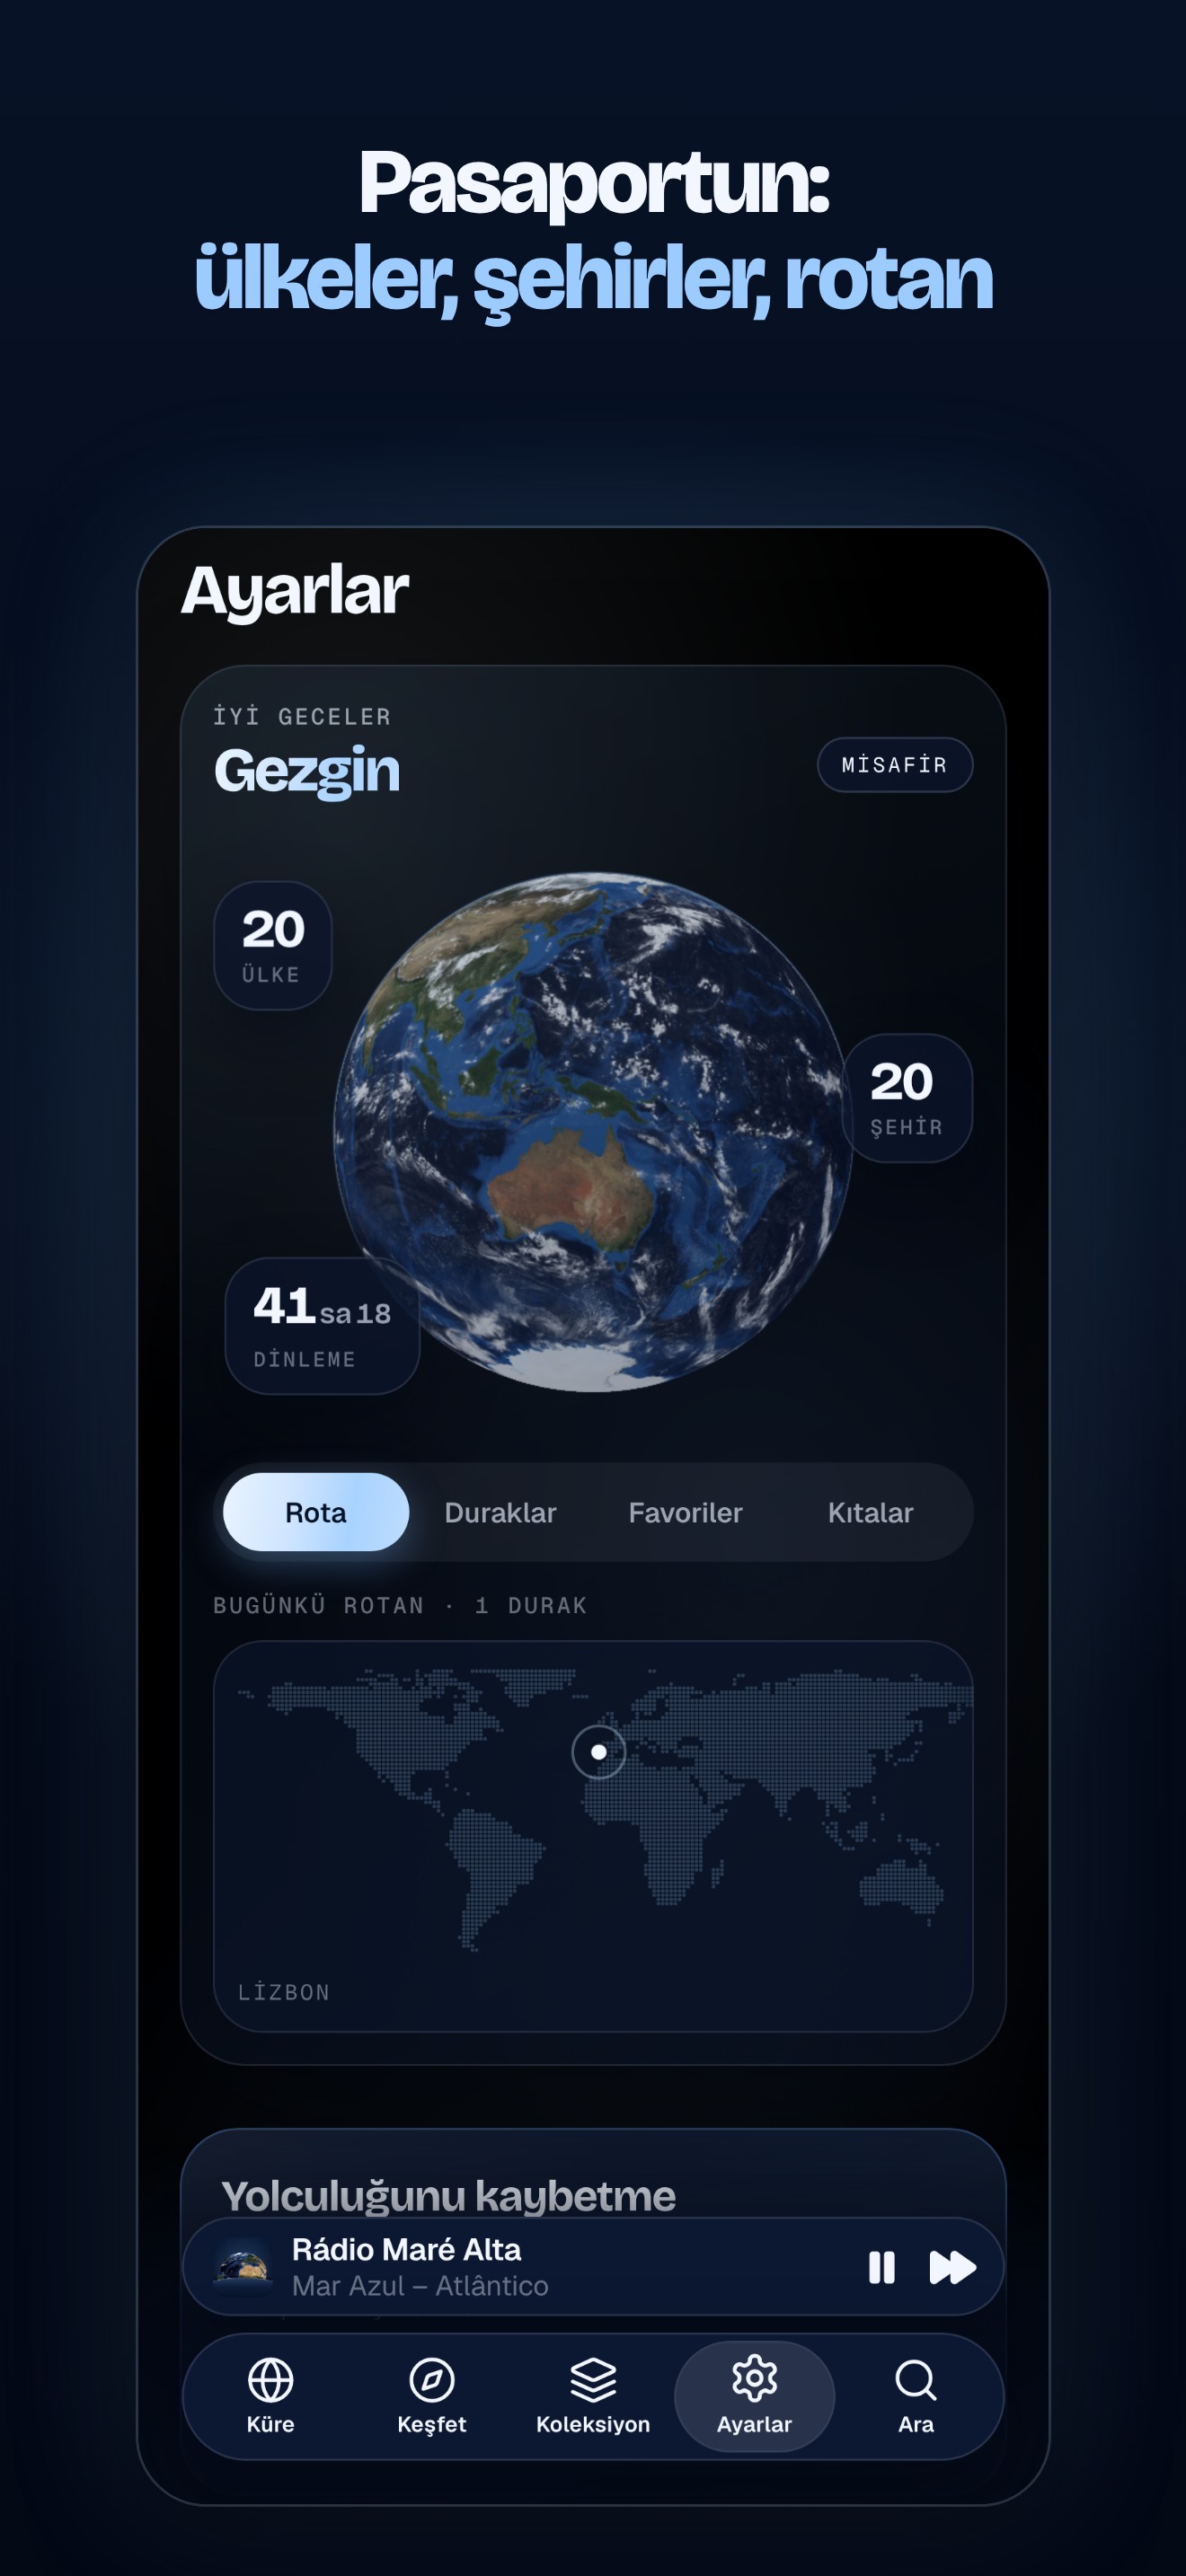 Pasaportun:
ülkeler, şehirler, rotan
Ayarlar
İYİ GECELER
Gezgin
MİSAFİR
20
ÜLKE
20
ŞEHİR
41 sa 18
DİNLEME
Rota
Duraklar
Favoriler
Kıtalar
BUGÜNKÜ ROTAN · 1 DURAK
LİZBON
Yolculuğunu kaybetme
Rádio Maré Alta
Mar Azul – Atlântico
Küre
Keşfet
Koleksiyon
Ayarlar
Ara